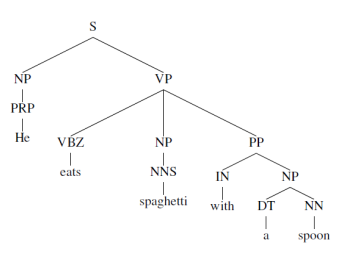 S
NP VP
PRP
He VBZ NP PP
eats NNS IN NP
spaghetti with DT NN
a spoon